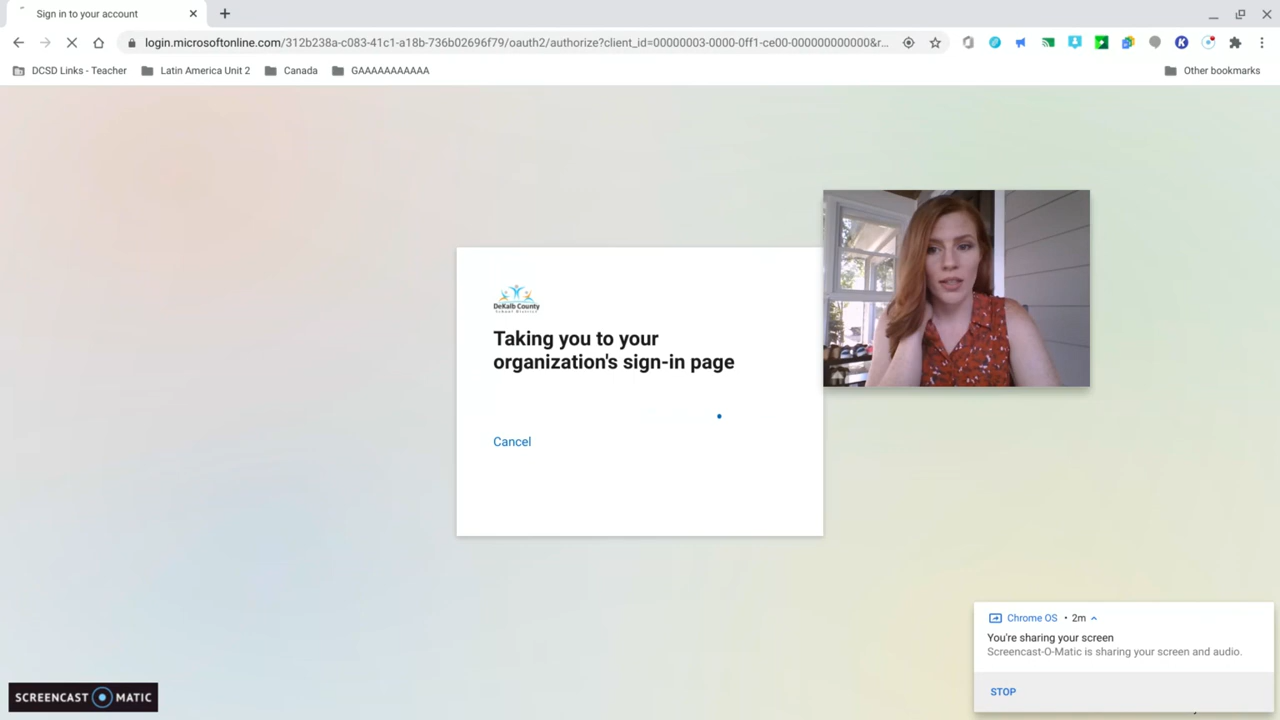 Sign in to your account
login.microsoftonline.com/312b238a-c083-41c1-a18b-736b02696f79/oauth2/authorize?client_id=00000003-0000-0ff1-ce00-000000000000&r...
DCSD Links - Teacher
Latin America Unit 2
Canada
GAAAAAAAAAAA
Other bookmarks
DeKalb County
School District
Taking you to your
organization's sign-in page
Cancel
Chrome OS • 2m
You're sharing your screen
Screencast-O-Matic is sharing your screen and audio.
STOP
SCREENCAST MATIC